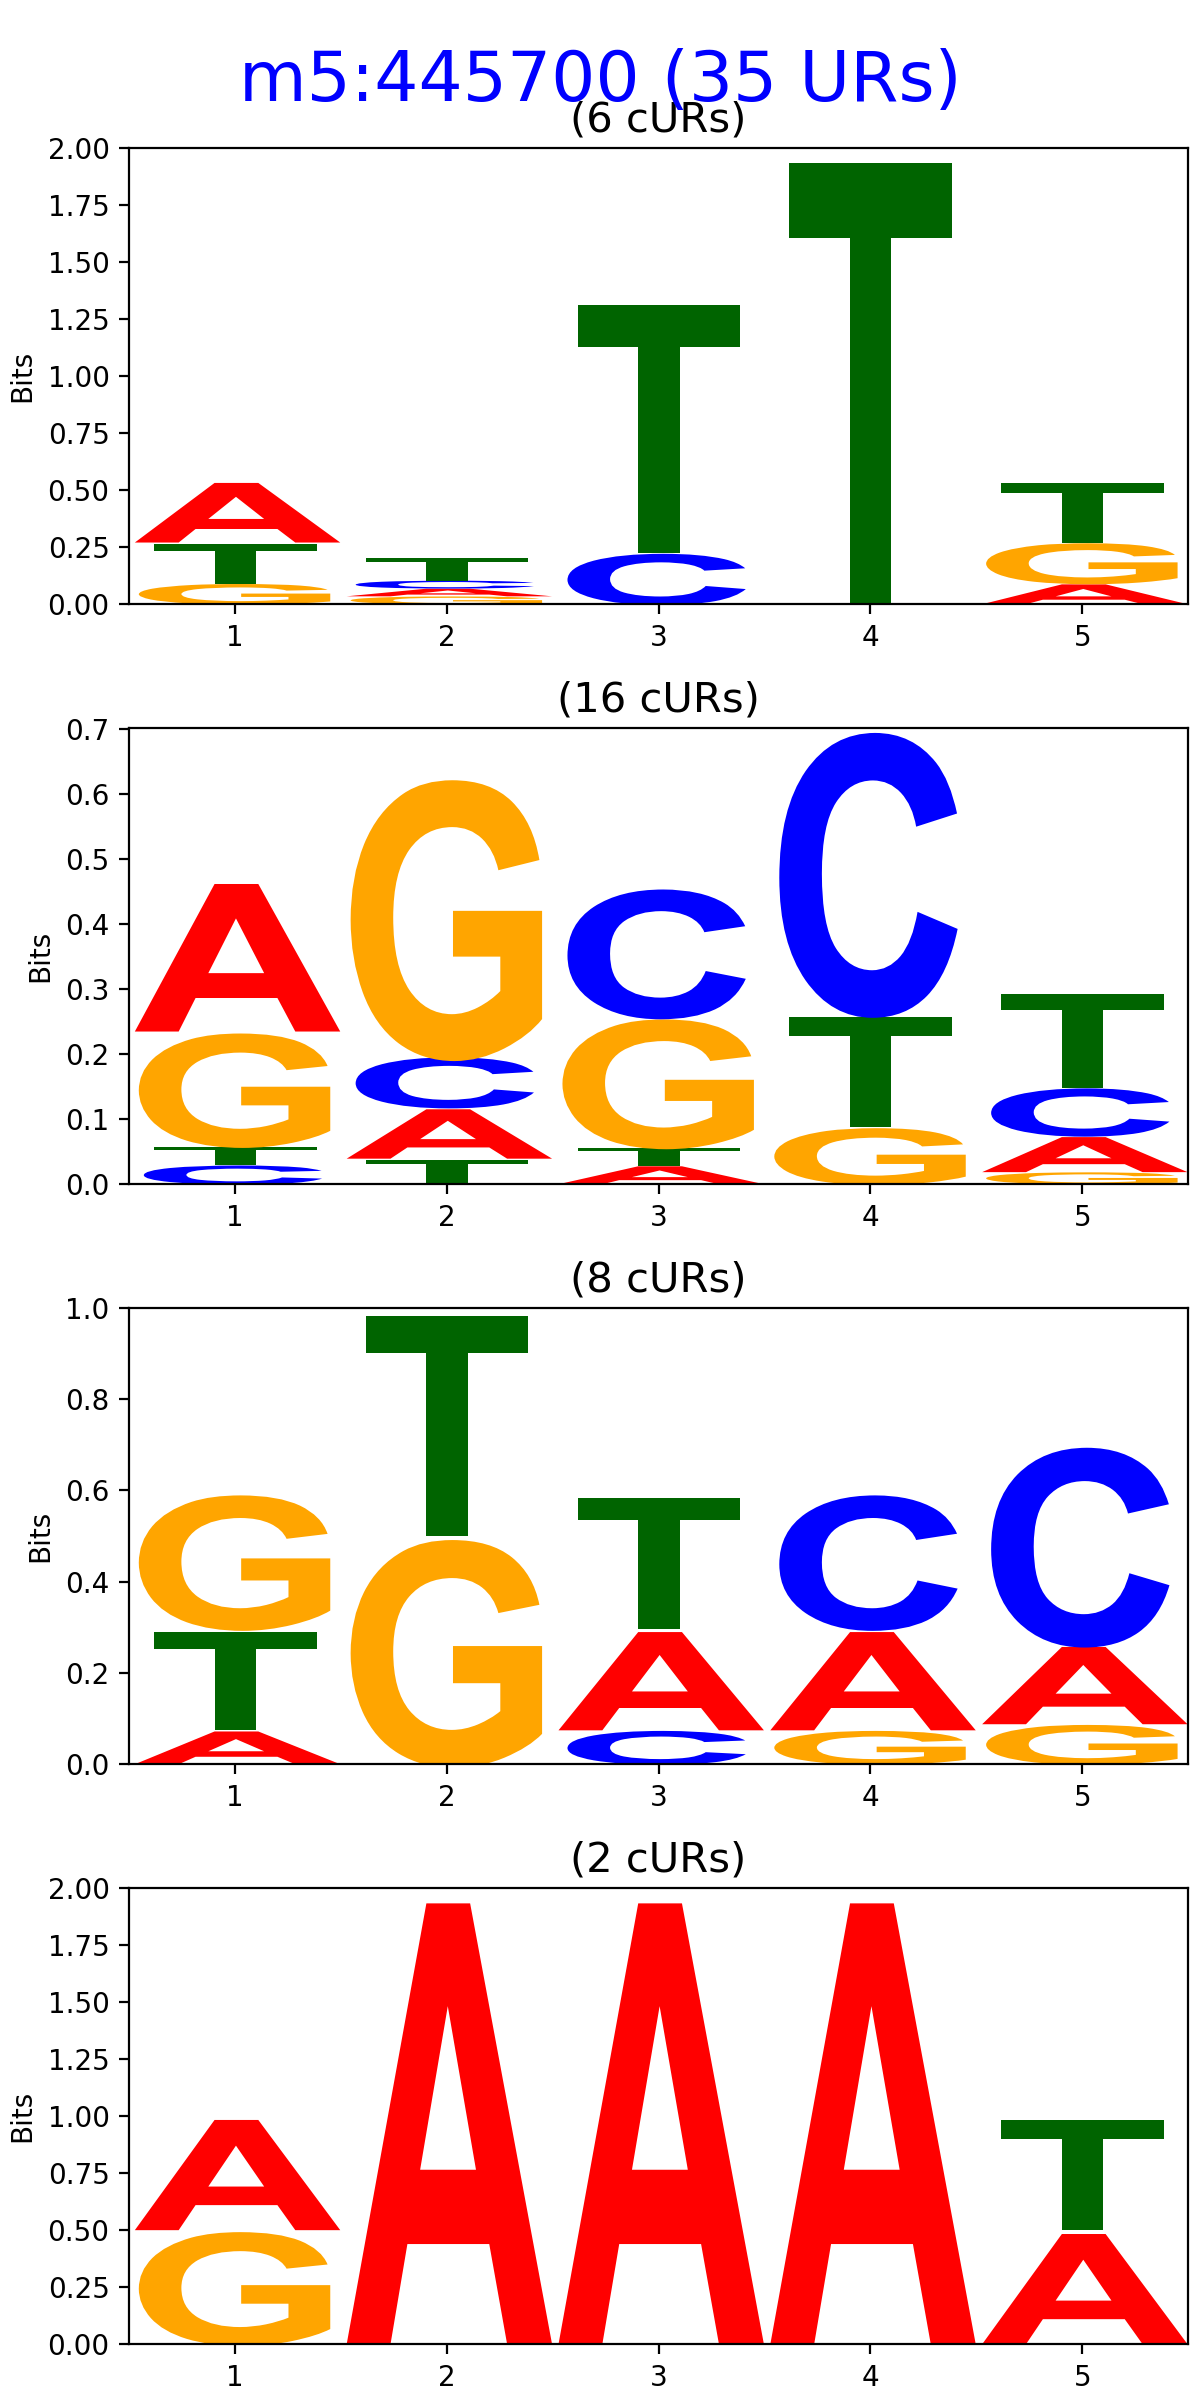 m5:445700 (35 URs)
(6 cURs)
2.00
1.75
1.50
1.25
1.00
0.75
0.50
0.25
0.00
Bits
A T G
T C A G
T C
T
T G A
1 2 3 4 5
(16 cURs)
0.7
0.6
0.5
0.4
0.3
0.2
0.1
0.0
Bits
A G T C
G C A T
C G T A
C T G
T C A G
1 2 3 4 5
(8 cURs)
1.0
0.8
0.6
0.4
0.2
0.0
Bits
G T A
T G
T A C
C A G
C A G
1 2 3 4 5
(2 cURs)
2.00
1.75
1.50
1.25
1.00
0.75
0.50
0.25
0.00
Bits
A G
A
A
A
T A
1 2 3 4 5